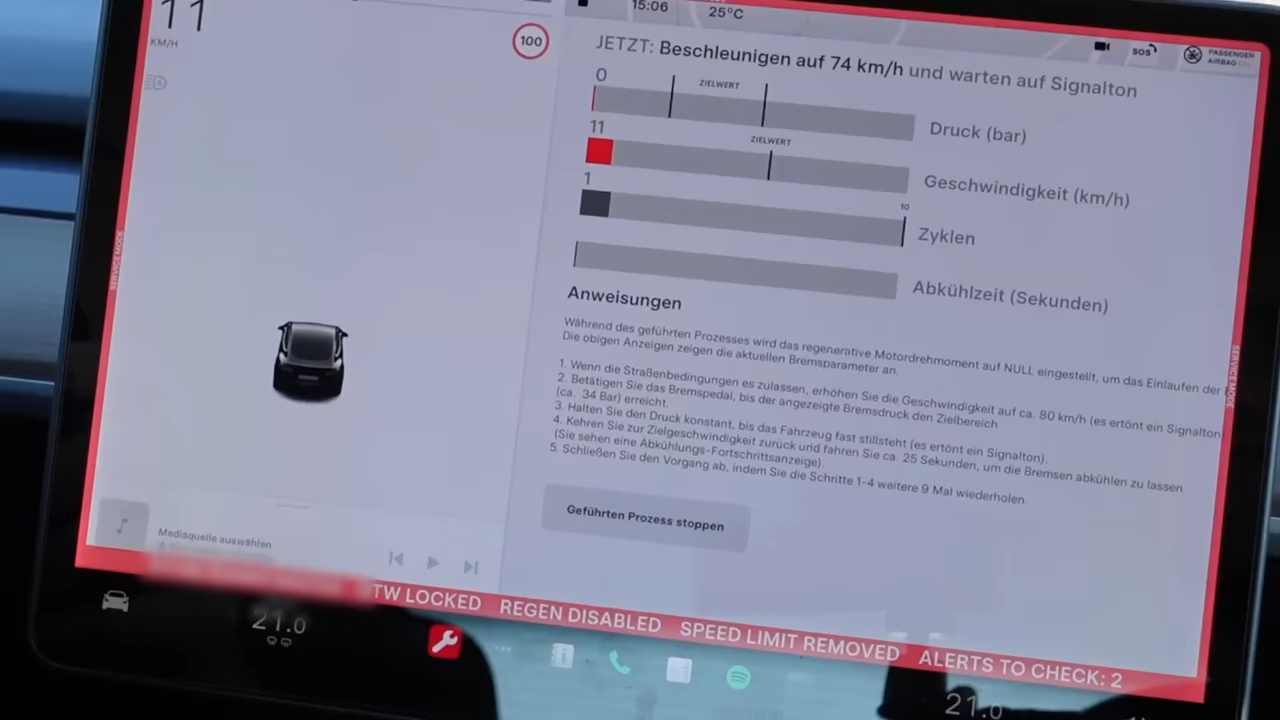 11
KM/H
100
15:06
25°C
SOS
PASSENGER
AIRBAG
JETZT: Beschleunigen auf 74 km/h und warten auf Signalton
0
ZIELWERT
Druck (bar)
11
ZIELWERT
Geschwindigkeit (km/h)
1
10
Zyklen
Abkühlzeit (Sekunden)
Anweisungen
Während des geführten Prozesses wird das regenerative Motordrehmoment auf NULL eingestellt, um das Einlaufen der
Die obigen Anzeigen zeigen die aktuellen Bremsparameter an.
1. Wenn die Straßenbedingungen es zulassen, erhöhen Sie die Geschwindigkeit auf ca. 80 km/h (es ertönt ein Signalton
2. Betätigen Sie das Bremspedal, bis der angezeigte Bremsdruck den Zielbereich
(ca. 34 Bar) erreicht.
3. Halten Sie den Druck konstant, bis das Fahrzeug fast stillsteht (es ertönt ein Signalton).
4. Kehren Sie zur Zielgeschwindigkeit zurück und fahren Sie ca. 25 Sekunden, um die Bremsen abkühlen zu lassen
(Sie sehen eine Abkühlungs-Fortschrittsanzeige).
5. Schließen Sie den Vorgang ab, indem Sie die Schritte 1-4 weitere 9 Mal wiederholen.
Geführten Prozess stoppen
SERVICE MODE
SERVICE MODE
Mediaquelle auswählen
TW LOCKED REGEN DISABLED SPEED LIMIT REMOVED ALERTS TO CHECK: 2
21.0
21.0